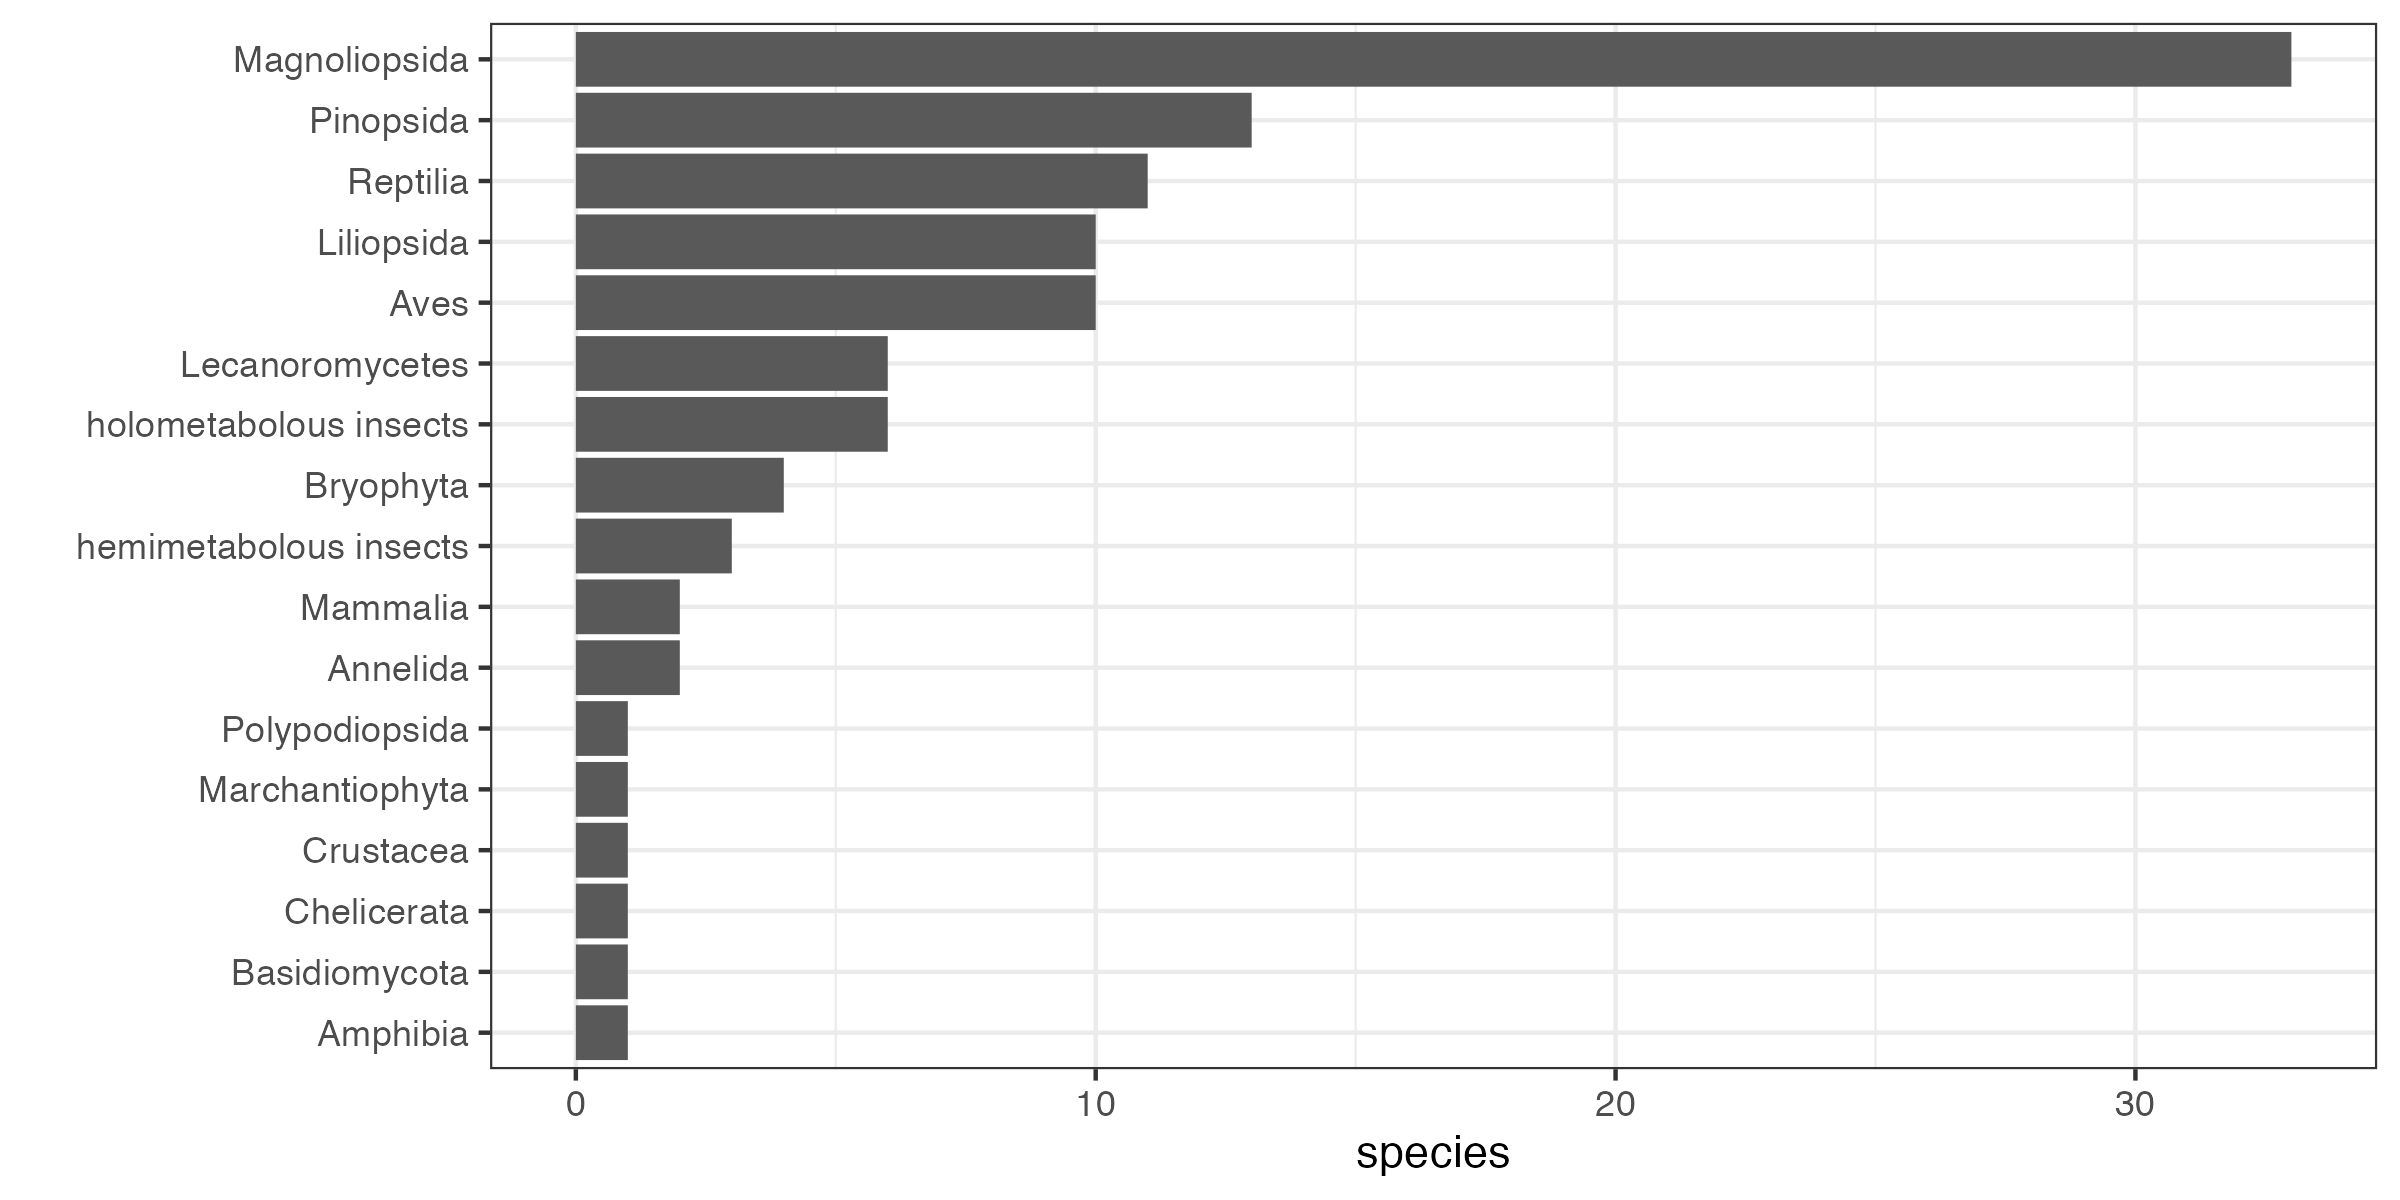 Magnoliopsida
Pinopsida
Reptilia
Liliopsida
Aves
Lecanoromycetes
holometabolous insects
Bryophyta
hemimetabolous insects
Mammalia
Annelida
Polypodiopsida
Marchantiophyta
Crustacea
Chelicerata
Basidiomycota
Amphibia
0 10 20 30
species